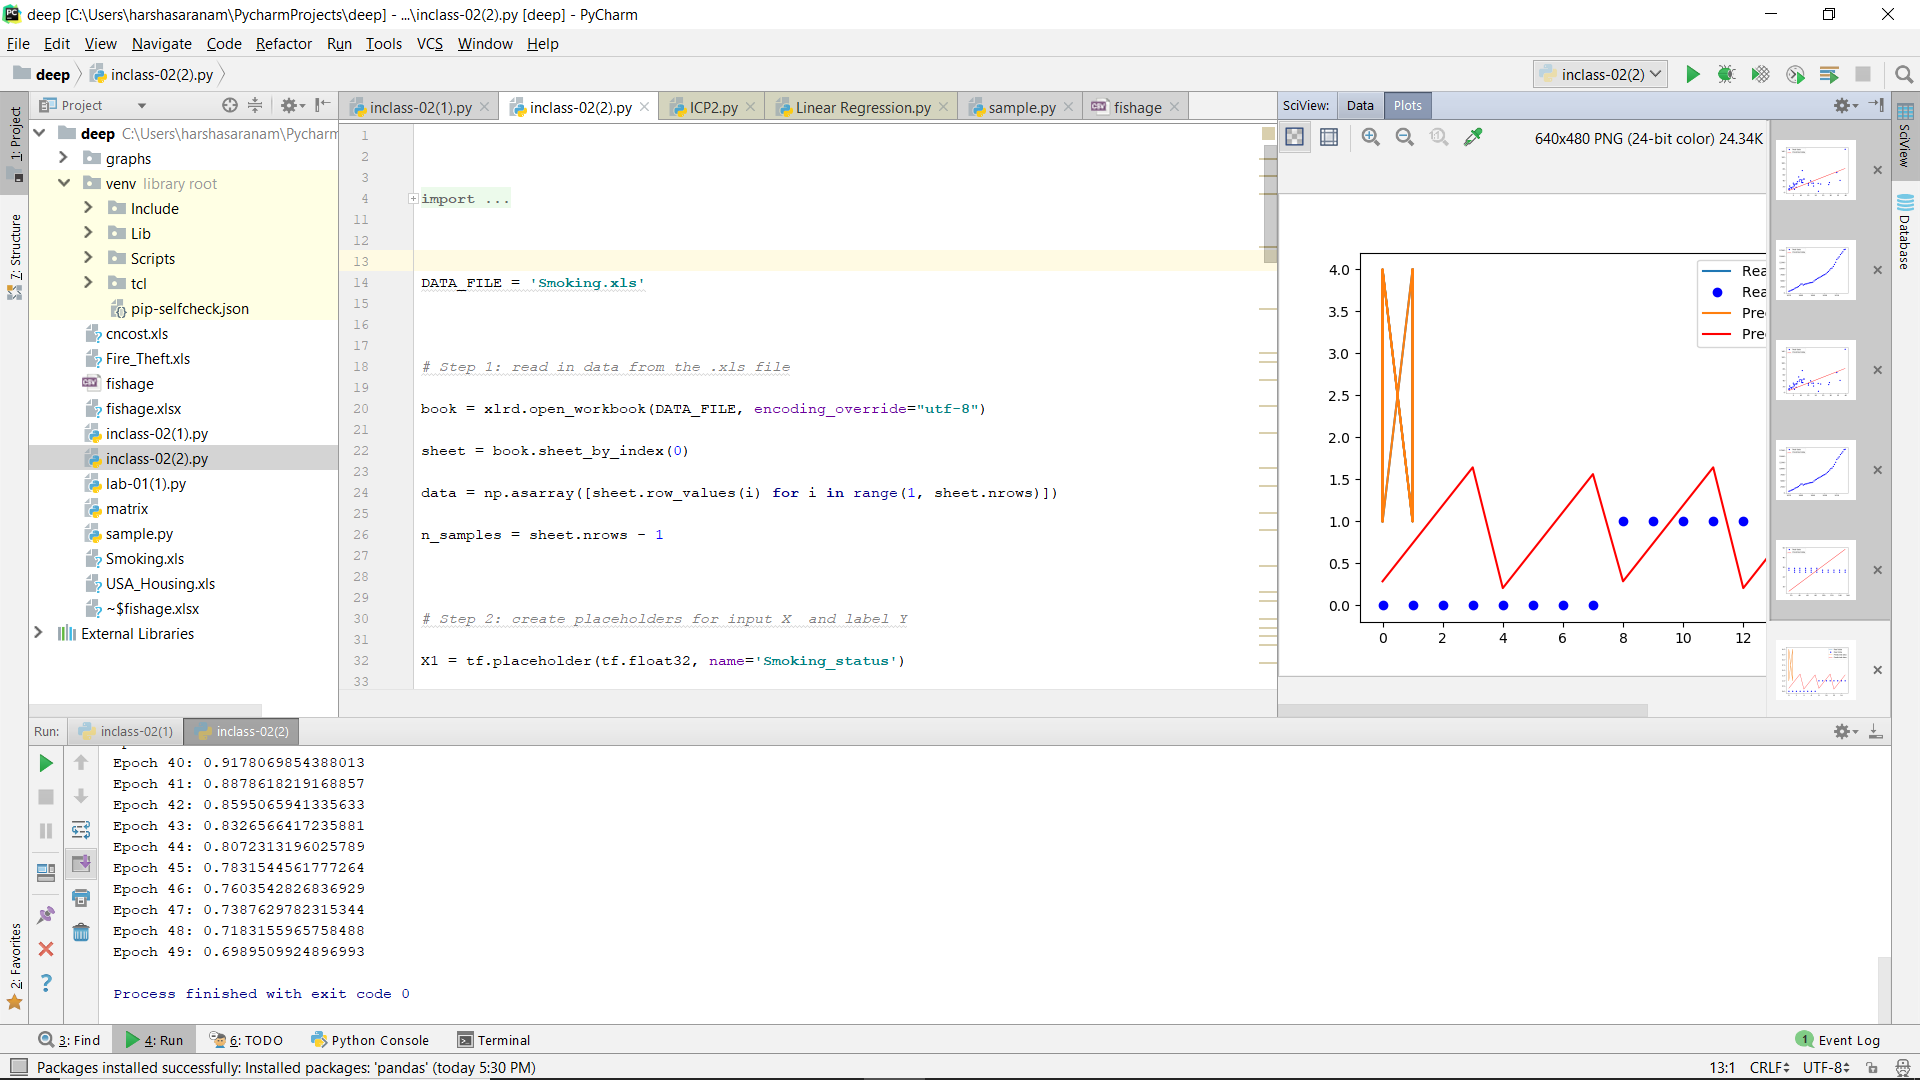 deep [C:\Users\harshasaranam\PycharmProjects\deep] - ...\inclass-02(2).py [deep] - PyCharm
File Edit View Navigate Code Refactor Run Tools VCS Window Help
deep inclass-02(2).py
inclass-02(2)
Project
inclass-02(1).py inclass-02(2).py ICP2.py Linear Regression.py sample.py fishage
SciView: Data Plots
1: Project
7: Structure
2: Favorites
deep C:\Users\harshasaranam\Pycharm
graphs
venv library root
Include
Lib
Scripts
tcl
pip-selfcheck.json
cncost.xls
Fire_Theft.xls
fishage
fishage.xlsx
inclass-02(1).py
inclass-02(2).py
lab-01(1).py
matrix
sample.py
Smoking.xls
USA_Housing.xls
~$fishage.xlsx
External Libraries
1
2
3
4 import ...
11
12
13
14 DATA_FILE = 'Smoking.xls'
15
16
17
18 # Step 1: read in data from the .xls file
19
20 book = xlrd.open_workbook(DATA_FILE, encoding_override="utf-8")
21
22 sheet = book.sheet_by_index(0)
23
24 data = np.asarray([sheet.row_values(i) for i in range(1, sheet.nrows)])
25
26 n_samples = sheet.nrows - 1
27
28
29
30 # Step 2: create placeholders for input X  and label Y
31
32 X1 = tf.placeholder(tf.float32, name='Smoking_status')
33
640x480 PNG (24-bit color) 24.34K
4.0
3.5
3.0
2.5
2.0
1.5
1.0
0.5
0.0
0 2 4 6 8 10 12
Rea
Rea
Pre
Pre
SciView
Database
Run: inclass-02(1) inclass-02(2)
Epoch 40: 0.9178069854388013
Epoch 41: 0.8878618219168857
Epoch 42: 0.8595065941335633
Epoch 43: 0.8326566417235881
Epoch 44: 0.8072313196025789
Epoch 45: 0.7831544561777264
Epoch 46: 0.7603542826836929
Epoch 47: 0.7387629782315344
Epoch 48: 0.7183155965758488
Epoch 49: 0.6989509924896993
Process finished with exit code 0
3: Find 4: Run 6: TODO Python Console Terminal 1 Event Log
Packages installed successfully: Installed packages: 'pandas' (today 5:30 PM) 13:1 CRLF UTF-8